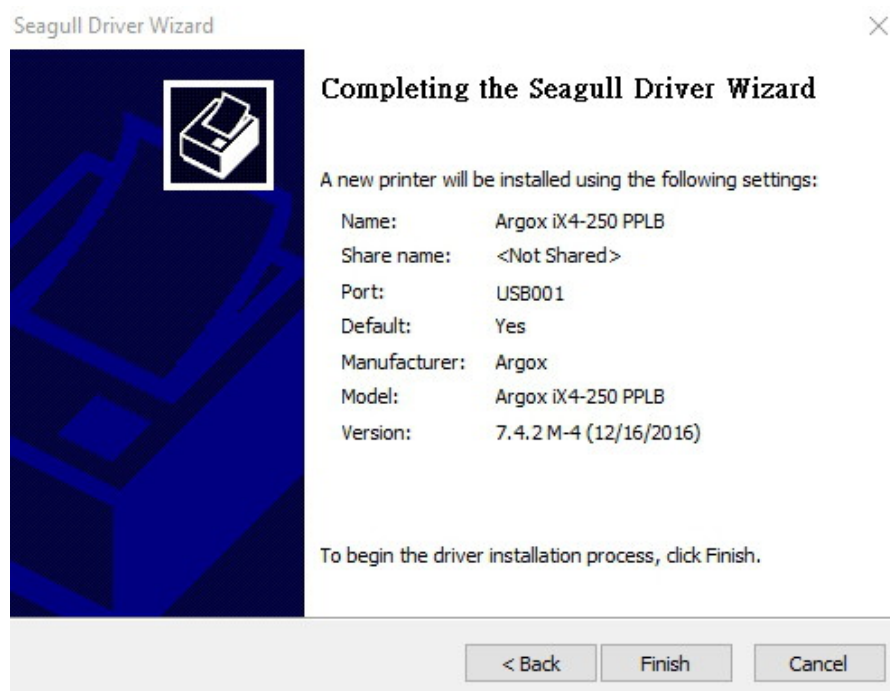 Seagull Driver Wizard
Completing the Seagull Driver Wizard
A new printer will be installed using the following settings:
Name: Argox iX4-250 PPLB
Share name: <Not Shared>
Port: USB001
Default: Yes
Manufacturer: Argox
Model: Argox iX4-250 PPLB
Version: 7.4.2 M-4 (12/16/2016)
To begin the driver installation process, click Finish.
< Back Finish Cancel